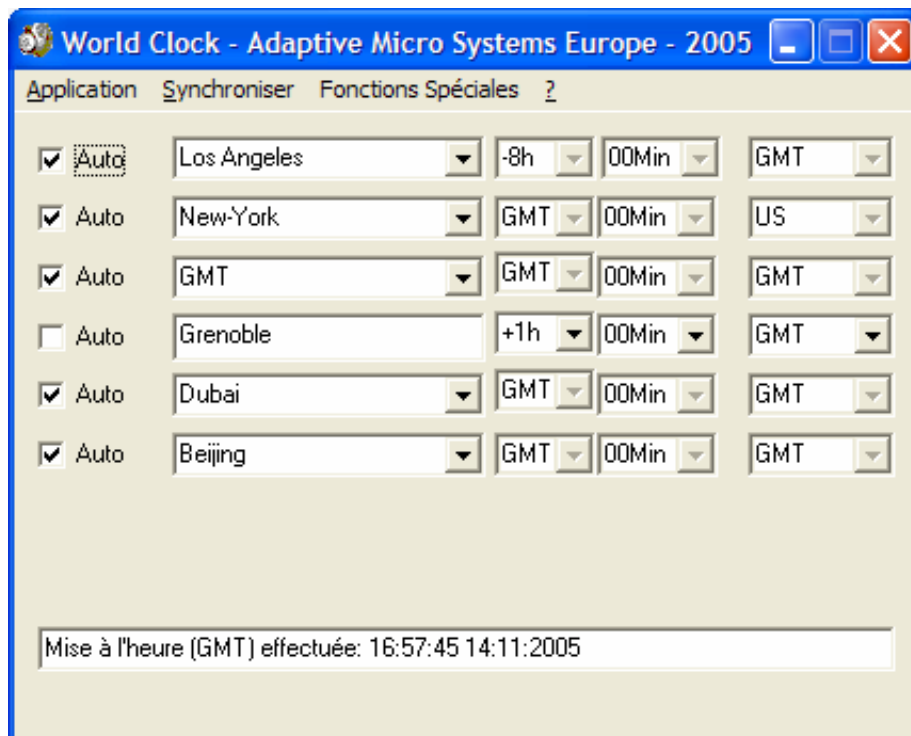 World Clock - Adaptive Micro Systems Europe - 2005
Application Synchroniser Fonctions Spéciales ?
Auto Los Angeles -8h 00Min GMT
Auto New-York GMT 00Min US
Auto GMT GMT 00Min GMT
Auto Grenoble +1h 00Min GMT
Auto Dubai GMT 00Min GMT
Auto Beijing GMT 00Min GMT
Mise à l'heure (GMT) effectuée: 16:57:45 14:11:2005